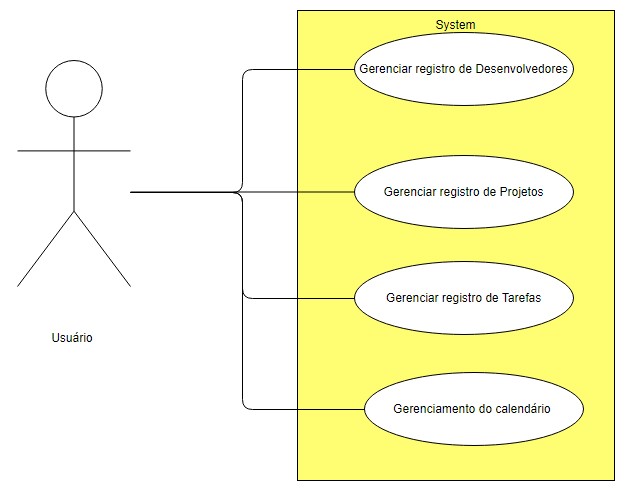 System
Gerenciar registro de Desenvolvedores
Gerenciar registro de Projetos
Gerenciar registro de Tarefas
Usuário
Gerenciamento do calendário